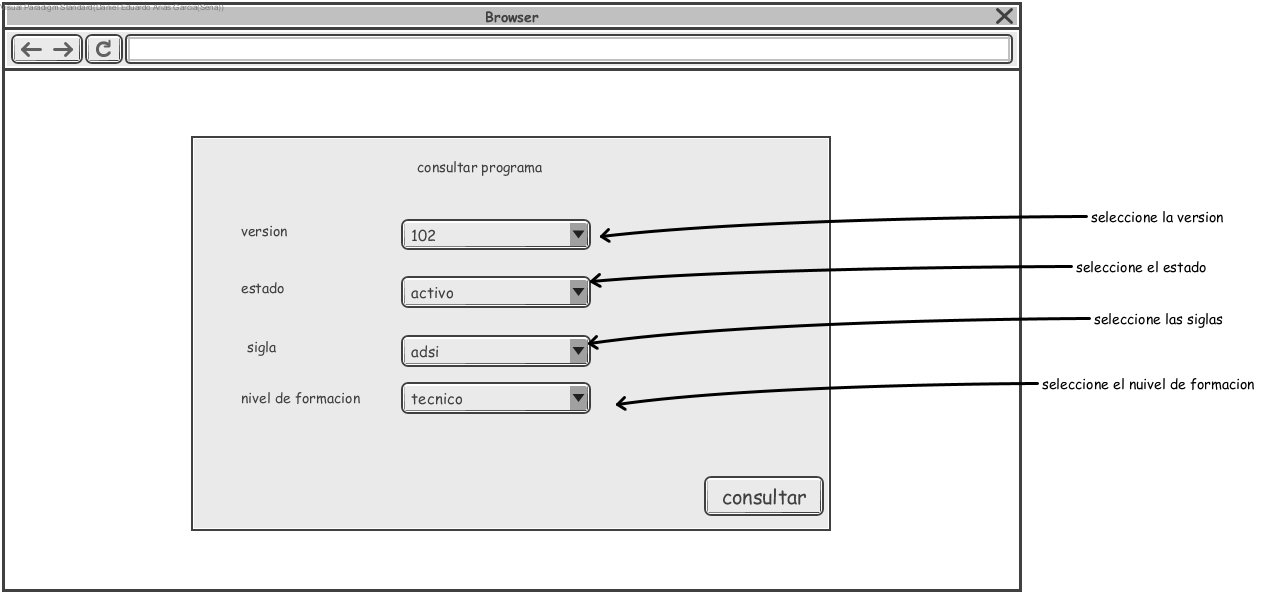 Visual Paradigm Standard(Daniel Eduardo Arias Garcia(Sena))
Browser
consultar programa
version
102
seleccione la version
estado
activo
seleccione el estado
sigla
adsi
seleccione las siglas
nivel de formacion
tecnico
seleccione el nuivel de formacion
consultar